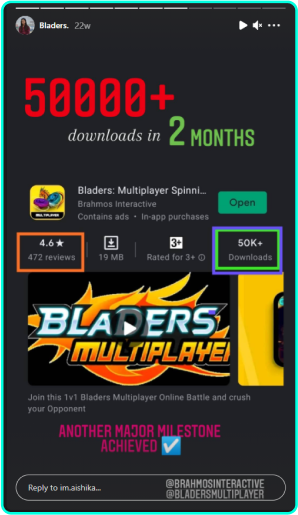 Bladers. 22w
50000+
downloads in 2 MONTHS
Bladers: Multiplayer Spinni...
Brahmos Interactive
Contains ads • In-app purchases
Open
4.6★
472 reviews
19 MB
3+
Rated for 3+
50K+
Downloads
BLADERS
MULTIPLAYER
Join this 1v1 Bladers Multiplayer Online Battle and crush
your Opponent
ANOTHER MAJOR MILESTONE
ACHIEVED ☑️
Reply to im.aishika...
@BRAHMOSINTERACTIVE
@BLADERSMULTIPLAYER